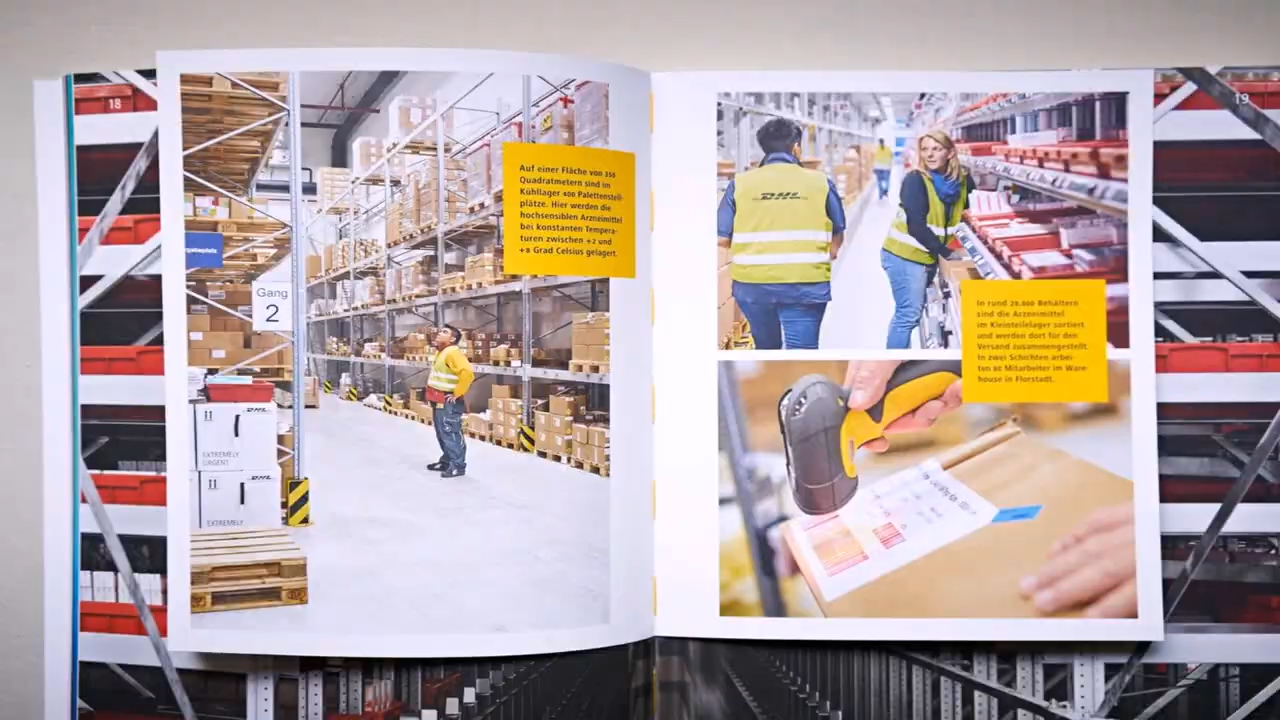 18
Auf einer Fläche von 350
Quadratmetern sind im
Kühllager 400 Palettenstell-
plätze. Hier werden die
hochsensiblen Arzneimittel
bei konstanten Tempera-
turen zwischen +2 und
+8 Grad Celsius gelagert.
Gang
2
DHL
EXTREMELY
URGENT
DHL
EXTREMELY
19
DHL
In rund 28.000 Behältern
sind die Arzneimittel
im Kleinteilelager sortiert
und werden dort für den
Versand zusammengestellt.
In zwei Schichten arbei-
ten 82 Mitarbeiter im Ware-
house in Florstadt.